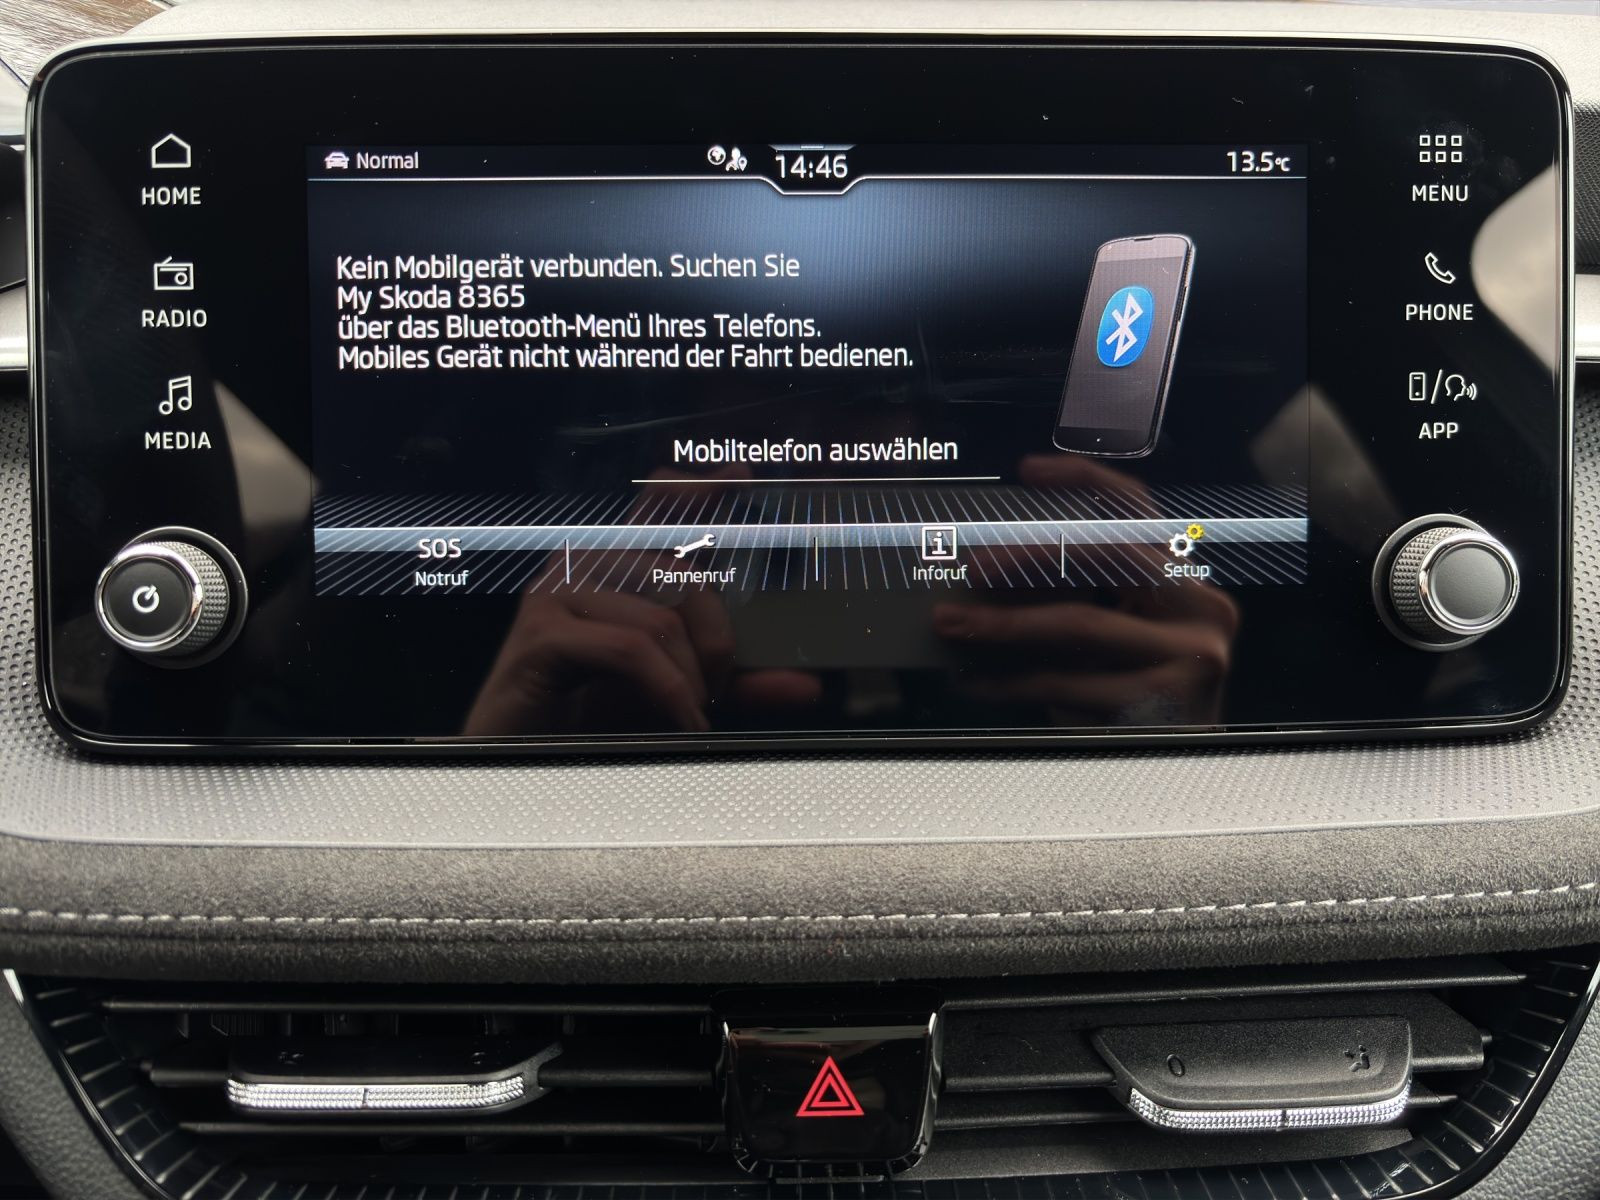 HOME
RADIO
MEDIA
Normal
14:46
13.5°C
Kein Mobilgerät verbunden. Suchen Sie
My Skoda 8365
über das Bluetooth-Menü Ihres Telefons.
Mobiles Gerät nicht während der Fahrt bedienen.
Mobiltelefon auswählen
SOS
Notruf
Pannenruf
i
Inforuf
Setup
MENU
PHONE
APP
0